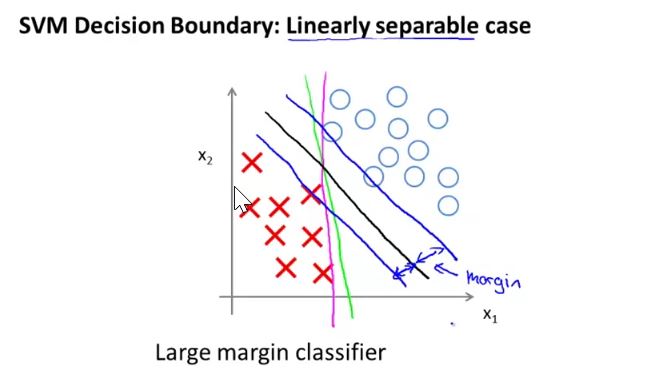 SVM Decision Boundary: Linearly separable case
x₂
margin
x₁
Large margin classifier